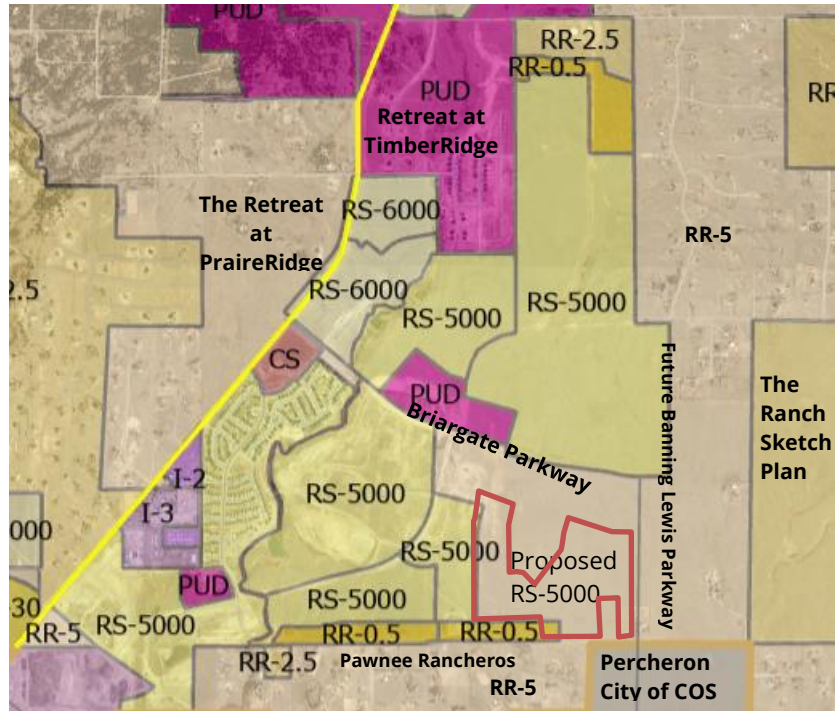 PUD
RR-2.5
RR-0.5
PUD
Retreat at
TimberRidge
RR
The Retreat
at
PraireRidge
RS-6000
RR-5
2.5
RS-6000
RS-5000
RS-5000
CS
PUD
Briargate Parkway
Future Banning Lewis Parkway
The
Ranch
Sketch
Plan
I-2
I-3
RS-5000
000
RS-5000
Proposed
RS-5000
PUD
30
RR-5
RS-5000
RS-5000
RR-0.5
RR-0.5
RR-2.5
Pawnee Rancheros
RR-5
Percheron
City of COS